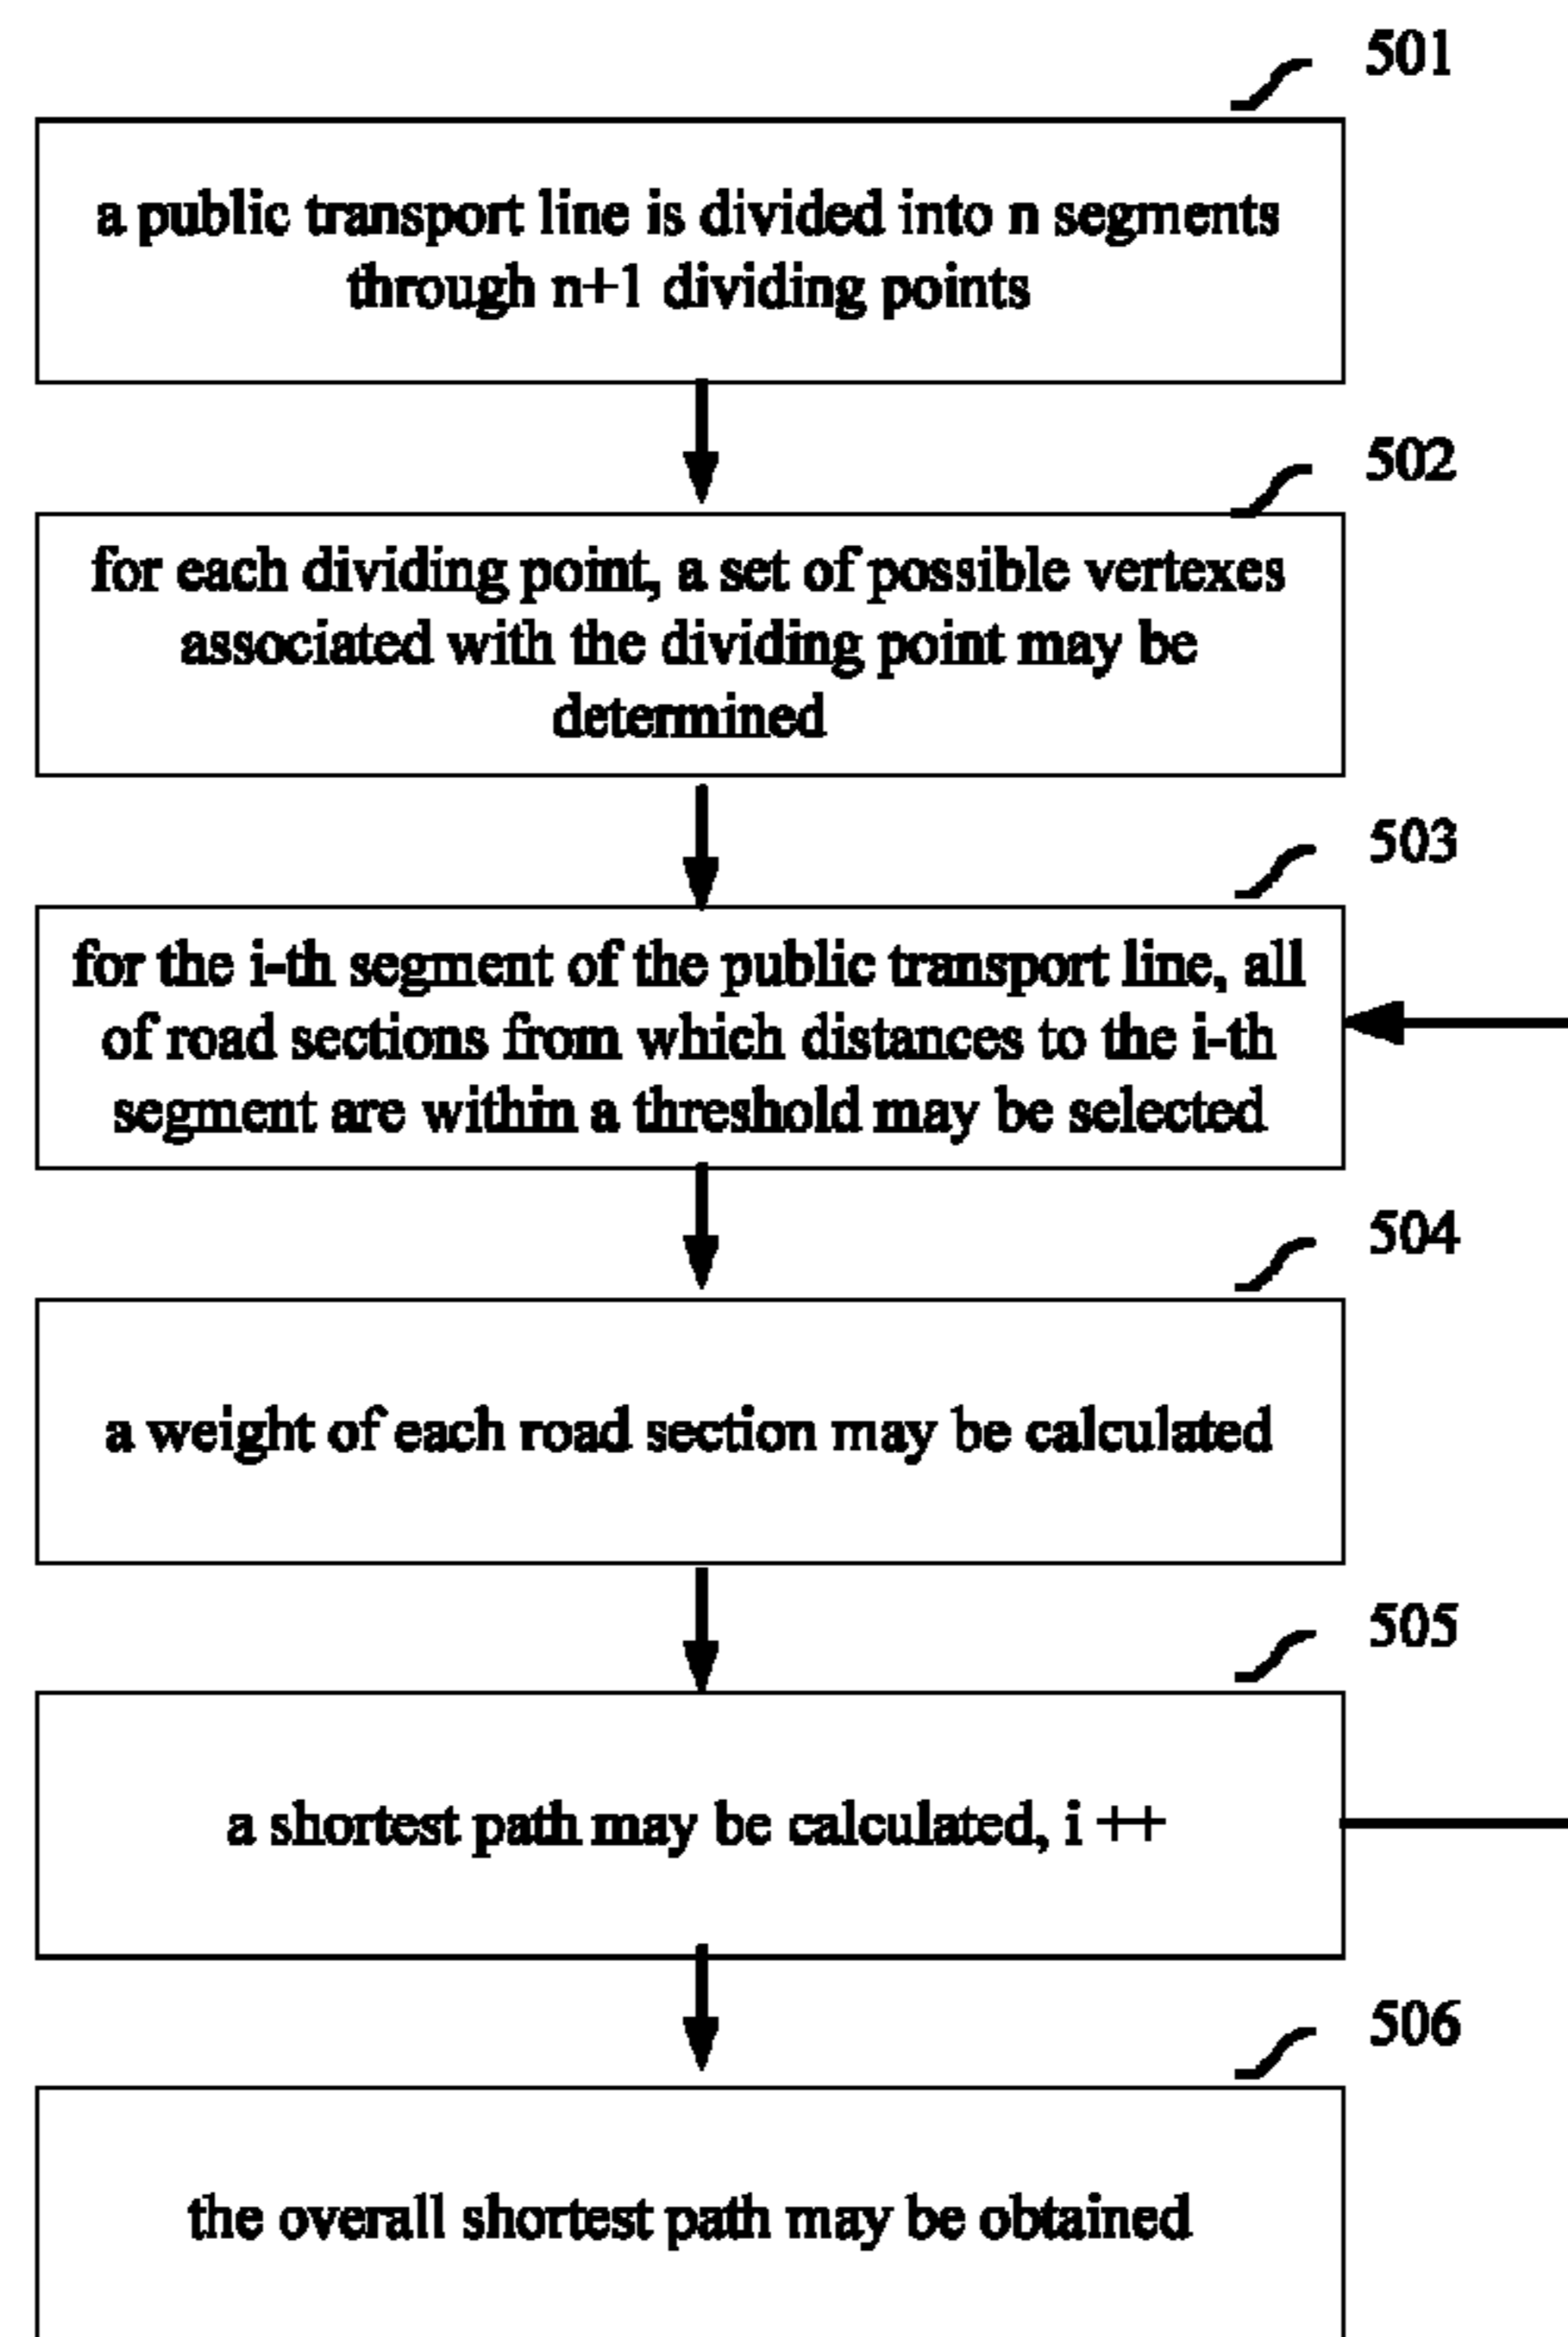 501
a public transport line is divided into n segments
through n+1 dividing points
502
for each dividing point, a set of possible vertexes
associated with the dividing point may be
determined
503
for the i-th segment of the public transport line, all
of road sections from which distances to the i-th
segment are within a threshold may be selected
504
a weight of each road section may be calculated
505
a shortest path may be calculated, i ++
506
the overall shortest path may be obtained